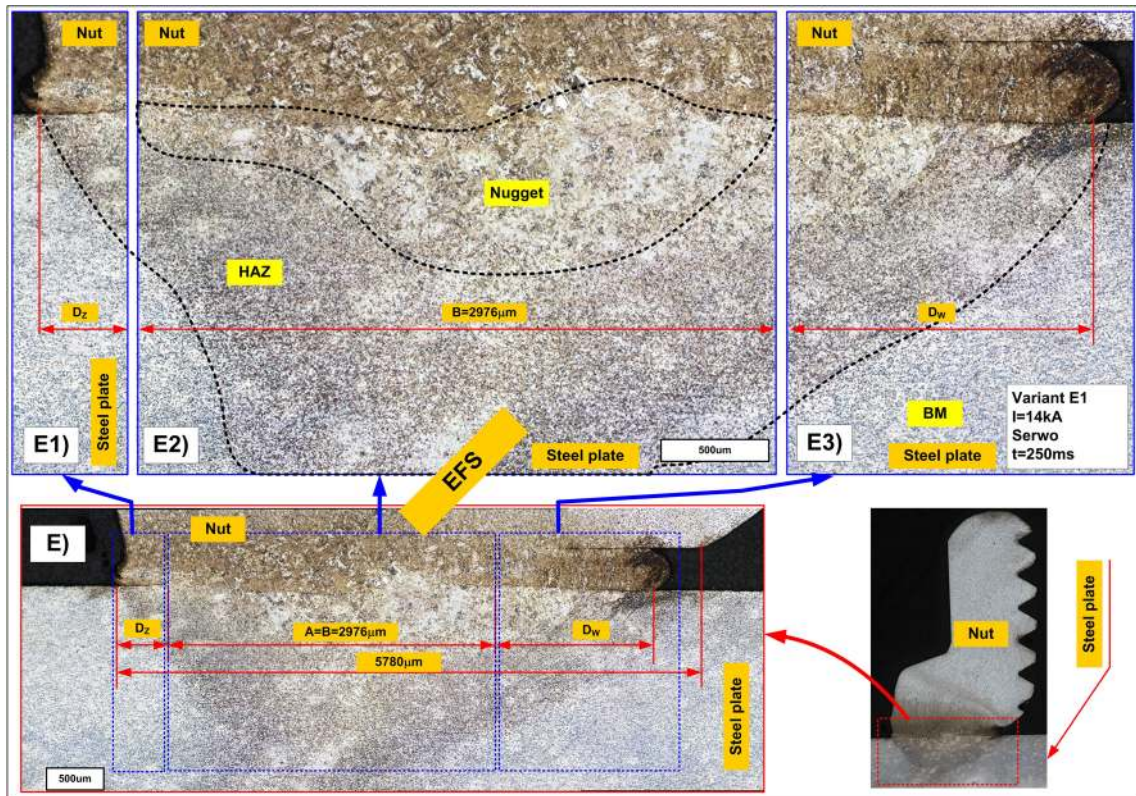 Nut
Nut
Nut
Nugget
HAZ
D_Z
B=2976μm
D_W
Steel plate
BM
Variant E1
I=14kA
Serwo
t=250ms
E1)
E2)
EFS
Steel plate
500um
E3)
Steel plate
E)
Nut
D_Z
A=B=2976μm
D_W
5780μm
Steel plate
500um
Nut
Steel plate